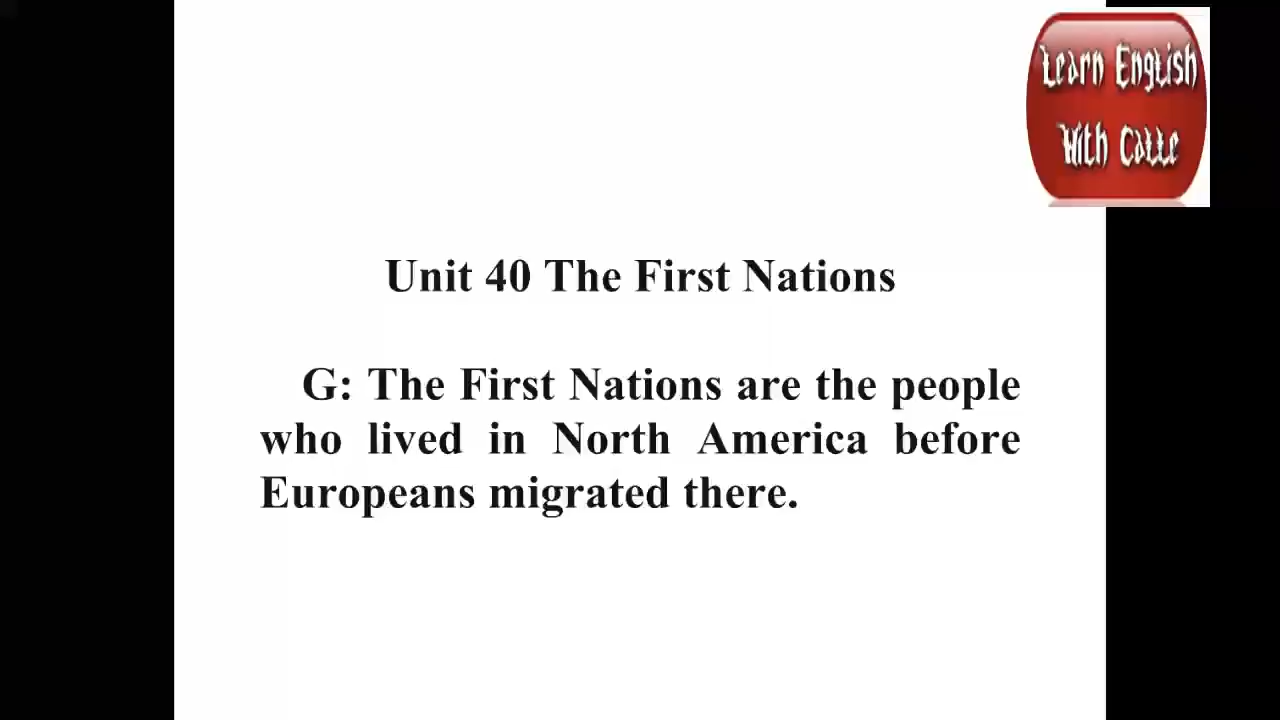 Learn English
With Catte
Unit 40 The First Nations
G: The First Nations are the people
who lived in North America before
Europeans migrated there.